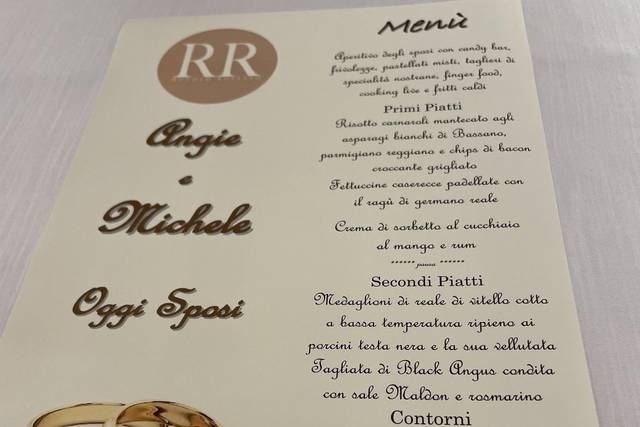 RR
Angie
e
Michele
Oggi Sposi
Menù
Aperitivo degli sposi con candy bar,
frivolezze, pastellati misti, taglieri di
specialità nostrane, finger food,
cooking live e fritti caldi
Primi Piatti
Risotto carnaroli mantecato agli
asparagi bianchi di Bassano,
parmigiano reggiano e chips di bacon
croccante grigliato
Fettuccine caserecce padellate con
il ragù di germano reale
Crema di sorbetto al cucchiaio
al mango e rum
****** pausa ******
Secondi Piatti
Medaglioni di reale di vitello cotto
a bassa temperatura ripieno ai
porcini testa nera e la sua vellutata
Tagliata di Black Angus condita
con sale Maldon e rosmarino
Contorni